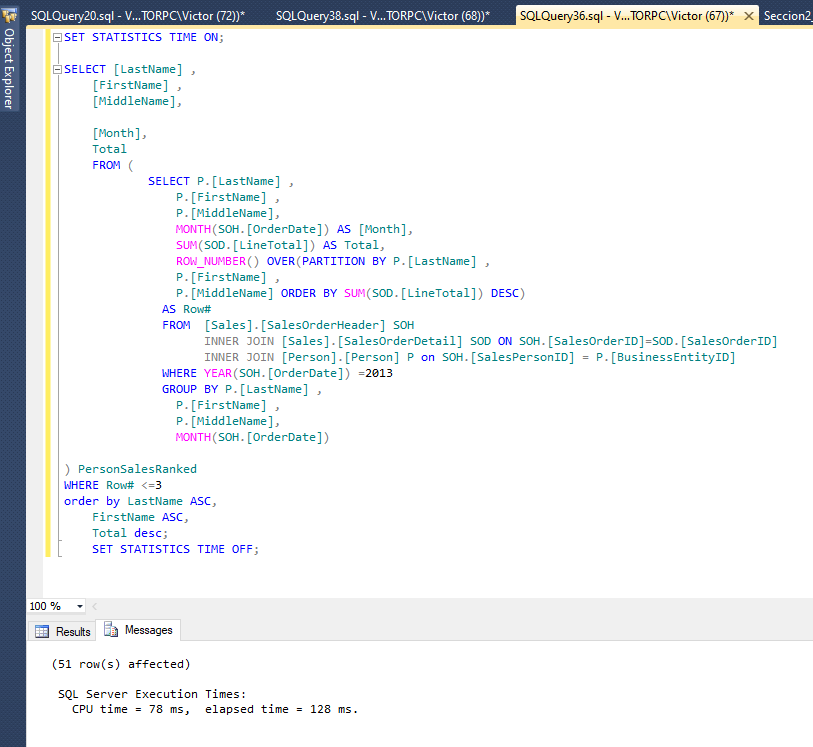 SQLQuery20.sql - V...TORPC\Victor (72))* SQLQuery38.sql - V...TORPC\Victor (68))* SQLQuery36.sql - V...TORPC\Victor (67))* Seccion2_
Object Explorer
SET STATISTICS TIME ON;
SELECT [LastName] ,
[FirstName] ,
[MiddleName],
[Month],
Total
FROM (
SELECT P.[LastName] ,
P.[FirstName] ,
P.[MiddleName],
MONTH(SOH.[OrderDate]) AS [Month],
SUM(SOD.[LineTotal]) AS Total,
ROW_NUMBER() OVER(PARTITION BY P.[LastName] ,
P.[FirstName] ,
P.[MiddleName] ORDER BY SUM(SOD.[LineTotal]) DESC)
AS Row#
FROM [Sales].[SalesOrderHeader] SOH
INNER JOIN [Sales].[SalesOrderDetail] SOD ON SOH.[SalesOrderID]=SOD.[SalesOrderID]
INNER JOIN [Person].[Person] P on SOH.[SalesPersonID] = P.[BusinessEntityID]
WHERE YEAR(SOH.[OrderDate]) =2013
GROUP BY P.[LastName] ,
P.[FirstName] ,
P.[MiddleName],
MONTH(SOH.[OrderDate])
) PersonSalesRanked
WHERE Row# <=3
order by LastName ASC,
FirstName ASC,
Total desc;
SET STATISTICS TIME OFF;
100 %
Results Messages
(51 row(s) affected)
SQL Server Execution Times:
CPU time = 78 ms, elapsed time = 128 ms.